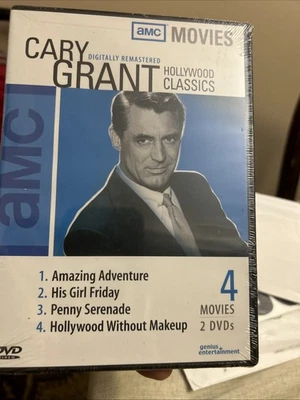 amc MOVIES
CARY
DIGITALLY REMASTERED
GRANT
HOLLYWOOD
CLASSICS
amc
1. Amazing Adventure
2. His Girl Friday
3. Penny Serenade
4. Hollywood Without Makeup
4
MOVIES
2 DVDs
DVD
VIDEO
genius
entertainment